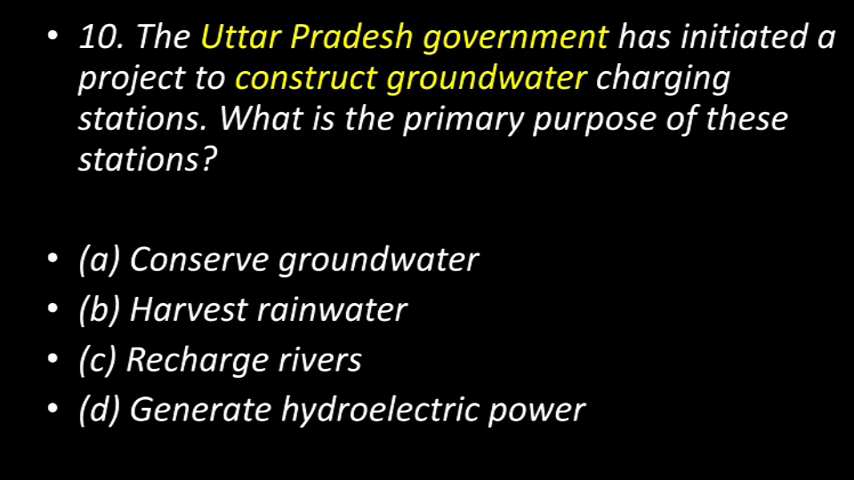 • 10. The Uttar Pradesh government has initiated a
project to construct groundwater charging
stations. What is the primary purpose of these
stations?
• (a) Conserve groundwater
• (b) Harvest rainwater
• (c) Recharge rivers
• (d) Generate hydroelectric power